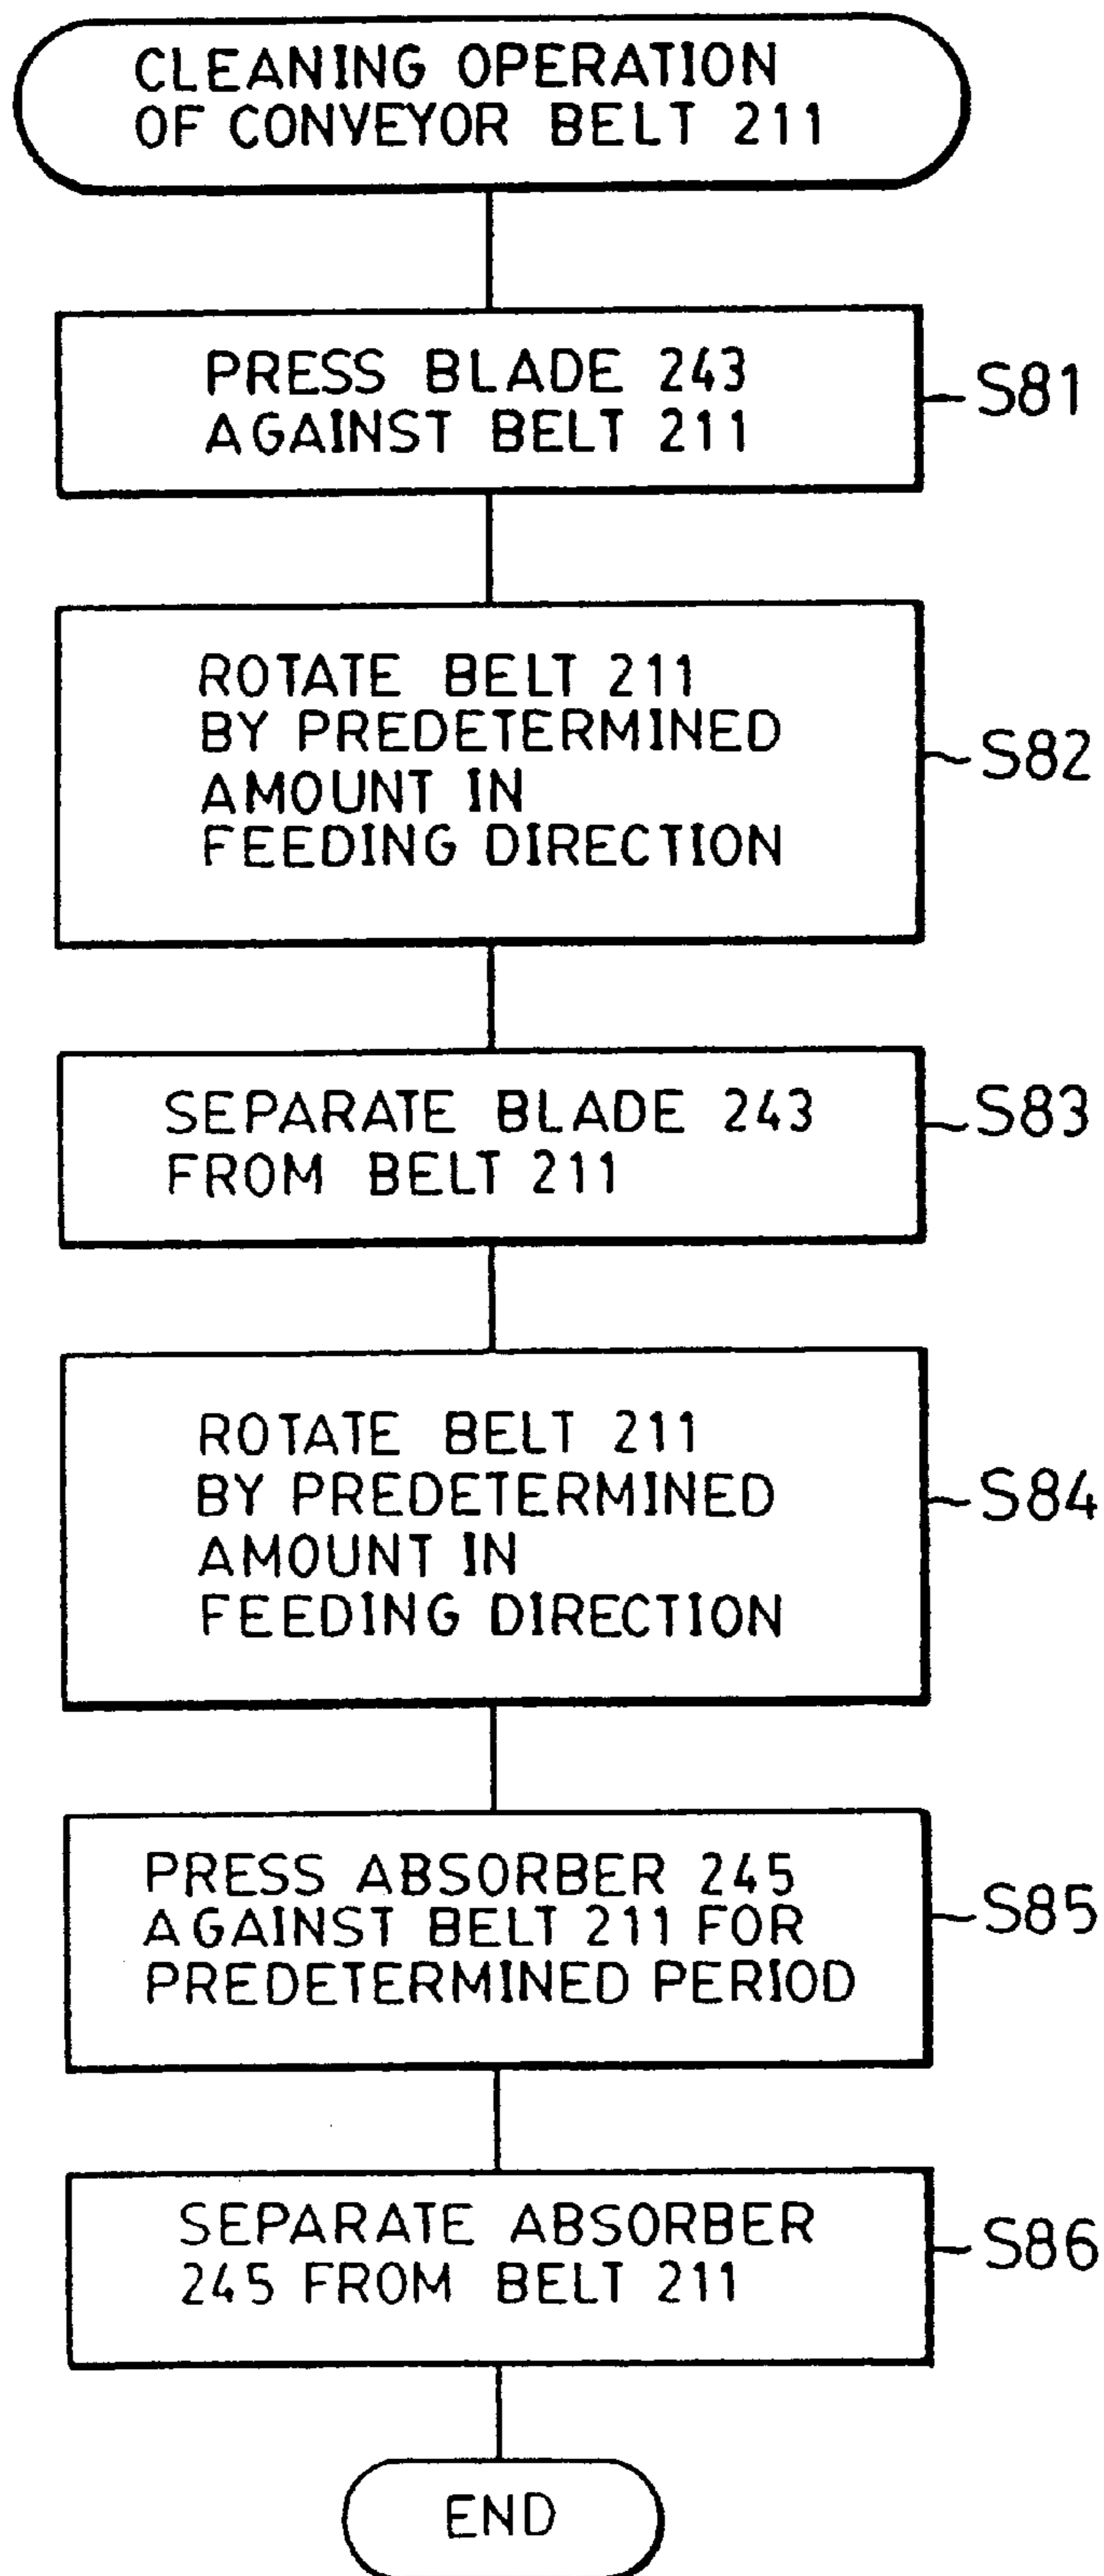 CLEANING OPERATION
OF CONVEYOR BELT 211
PRESS BLADE 243
AGAINST BELT 211
S81
ROTATE BELT 211
BY PREDETERMINED
AMOUNT IN
FEEDING DIRECTION
S82
SEPARATE BLADE 243
FROM BELT 211
S83
ROTATE BELT 211
BY PREDETERMINED
AMOUNT IN
FEEDING DIRECTION
S84
PRESS ABSORBER 245
AGAINST BELT 211 FOR
PREDETERMINED PERIOD
S85
SEPARATE ABSORBER
245 FROM BELT 211
S86
END